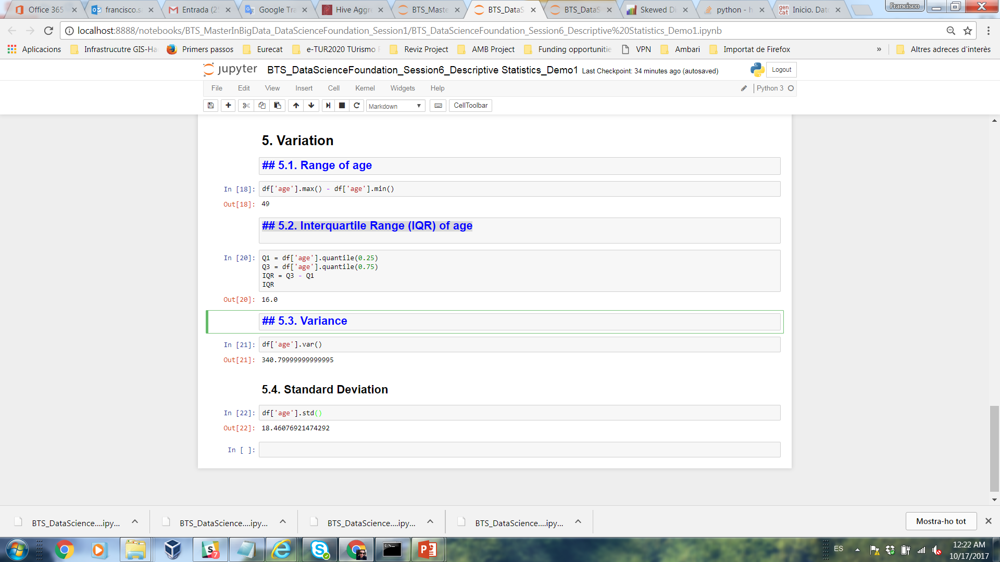 Office 365
francisco.s
Entrada (2
Google Tra
Hive Aggr
BTS_Maste
BTS_DataS
BTS_DataS
Skewed Di
python - h
Inicio. Dat
Francisco
localhost:8888/notebooks/BTS_MasterInBigData_DataScienceFoundation_Session1/BTS_DataScienceFoundation_Session6_Descriptive%20Statistics_Demo1.ipynb
Aplicacions Infrastrucutre GIS-Ha Primers passos Eurecat e-TUR2020 TUrismo Reviz Project AMB Project Funding opportunitie VPN Ambari Importat de Firefox » Altres adreces d'interès
jupyter BTS_DataScienceFoundation_Session6_Descriptive Statistics_Demo1 Last Checkpoint: 34 minutes ago (autosaved) Logout
File Edit View Insert Cell Kernel Widgets Help Python 3
Markdown CellToolbar
5. Variation
## 5.1. Range of age
In [18]: df['age'].max() - df['age'].min()
Out[18]: 49
## 5.2. Interquartile Range (IQR) of age
In [20]: Q1 = df['age'].quantile(0.25)
Q3 = df['age'].quantile(0.75)
IQR = Q3 - Q1
IQR
Out[20]: 16.0
## 5.3. Variance
In [21]: df['age'].var()
Out[21]: 340.79999999999995
5.4. Standard Deviation
In [22]: df['age'].std()
Out[22]: 18.46076921474292
In [ ]:
BTS_DataScience....ipy... BTS_DataScience....ipy... BTS_DataScience....ipy... BTS_DataScience....ipy... Mostra-ho tot
ES
12:22 AM
10/17/2017